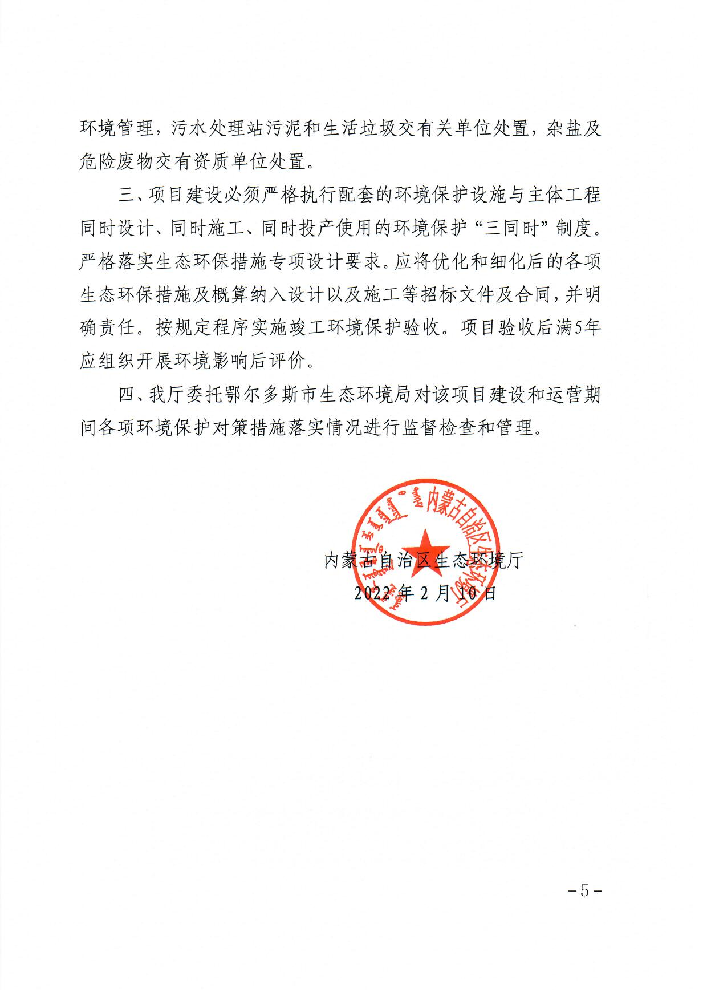 环境管理，污水处理站污泥和生活垃圾交有关单位处置，杂盐及
危险废物交有资质单位处置。
三、项目建设必须严格执行配套的环境保护设施与主体工程
同时设计、同时施工、同时投产使用的环境保护“三同时”制度。
严格落实生态环保措施专项设计要求。应将优化和细化后的各项
生态环保措施及概算纳入设计以及施工等招标文件及合同，并明
确责任。按规定程序实施竣工环境保护验收。项目验收后满5年
应组织开展环境影响后评价。
四、我厅委托鄂尔多斯市生态环境局对该项目建设和运营期
间各项环境保护对策措施落实情况进行监督检查和管理。
内蒙古自治区生态环境厅
内蒙古自治区生态环境厅
2022年2月10日
-5-